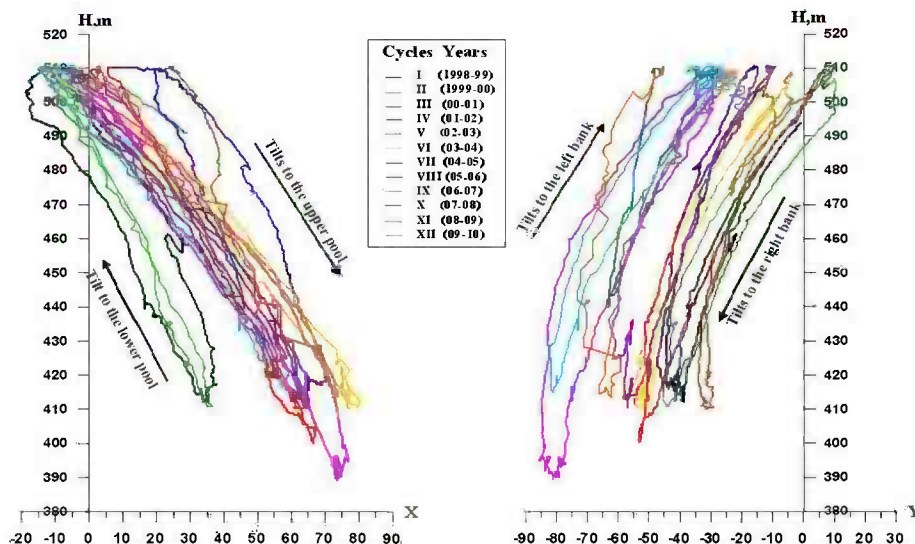 H,m
520
510
500
490
480
470
460
450
440
430
420
410
400
390
380
-20 -10 0 10 20 30 40 50 60 70 80 90
X
Tilts to the upper pool
Tilt to the lower pool
Cycles Years
I (1998-99)
II (1999-00)
III (00-01)
IV (01-02)
V (02-03)
VI (03-04)
VII (04-05)
VIII (05-06)
IX (06-07)
X (07-08)
XI (08-09)
XII (09-10)
H,m
520
510
500
490
480
470
460
450
440
430
420
410
400
390
380
-90 -80 -70 -60 -50 -40 -30 -20 -10 0 10 20 30
Y
Tilts to the left bank
Tilts to the right bank